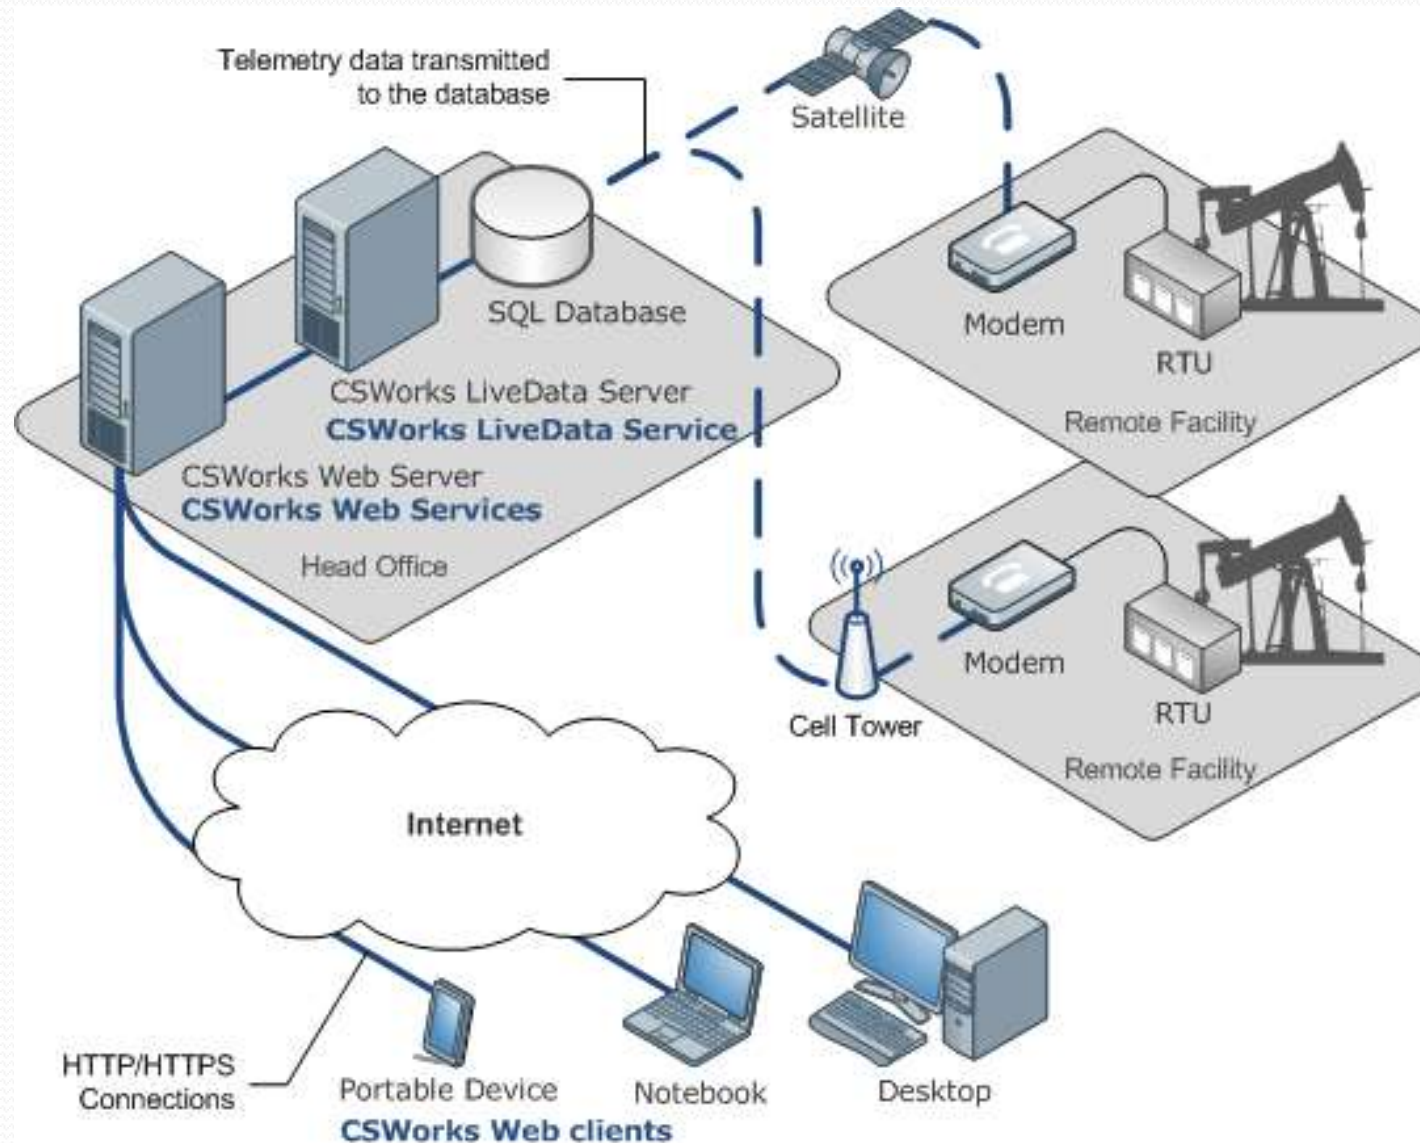 Telemetry data transmitted
to the database
Satellite
SQL Database
Modem
RTU
Remote Facility
CSWorks LiveData Server
CSWorks LiveData Service
CSWorks Web Server
CSWorks Web Services
Head Office
Modem
RTU
Cell Tower
Remote Facility
Internet
HTTP/HTTPS
Connections
Portable Device
Notebook
Desktop
CSWorks Web clients